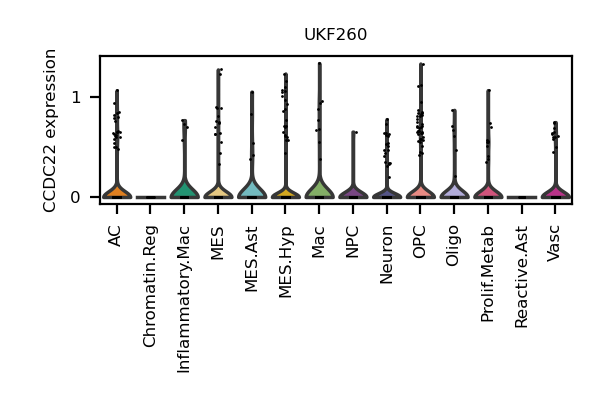 UKF260
CCDC22 expression
1
0
AC
Chromatin.Reg
Inflammatory.Mac
MES
MES.Ast
MES.Hyp
Mac
NPC
Neuron
OPC
Oligo
Prolif.Metab
Reactive.Ast
Vasc